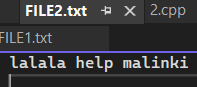 FILE2.txt 2.cpp
FILE1.txt
lalala help malinki